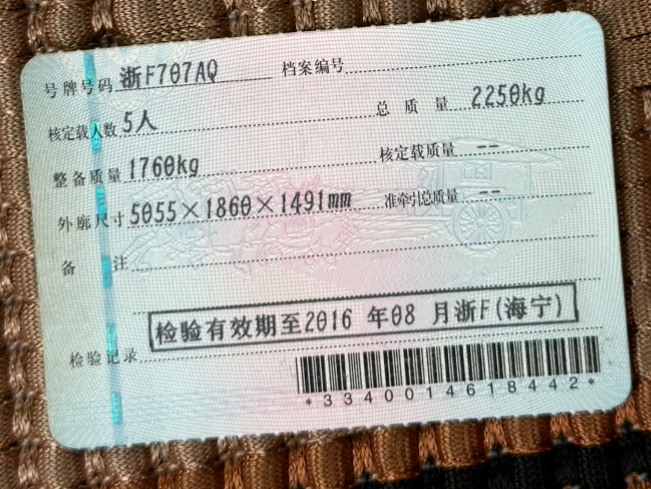 号牌号码 浙F707AQ 档案编号
核定载人数 5人 总质量 2250kg
整备质量 1760kg 核定载质量 --
外廓尺寸 5055×1860×1491mm 准牵引总质量 --
备注
检验有效期至2016 年08 月浙F(海宁)
检验记录
*3340014618442*